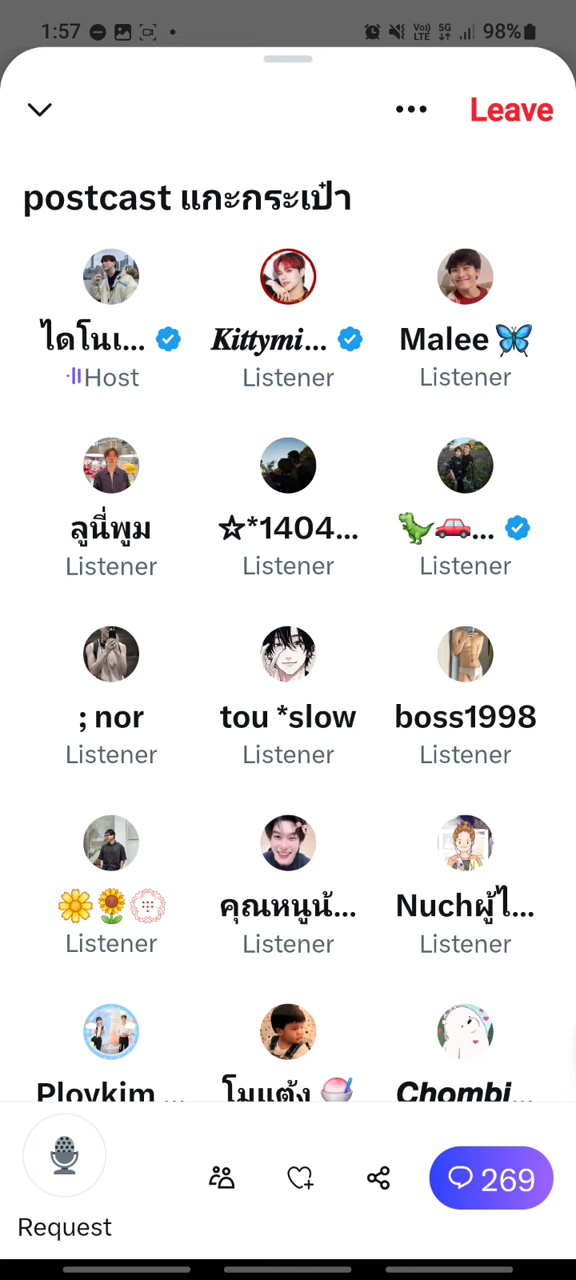 1:57 Vo)) LTE 5G 98%
Leave
postcast แกะกระเป๋า
ไดโนเ... 𝑲𝒊𝒕𝒕𝒚𝒎𝒊... Malee 🦋
Host Listener Listener
ลูนี่พูม ☆*1404... 🦖🚗...
Listener Listener Listener
; nor tou *slow boss1998
Listener Listener Listener
🌼🌻💮 คุณหนูน้... Nuchผู้ไ...
Listener Listener Listener
Ploykim ... โมแต้ง 🍧 𝘾𝙝𝙤𝙢𝙗𝙞...
269
Request